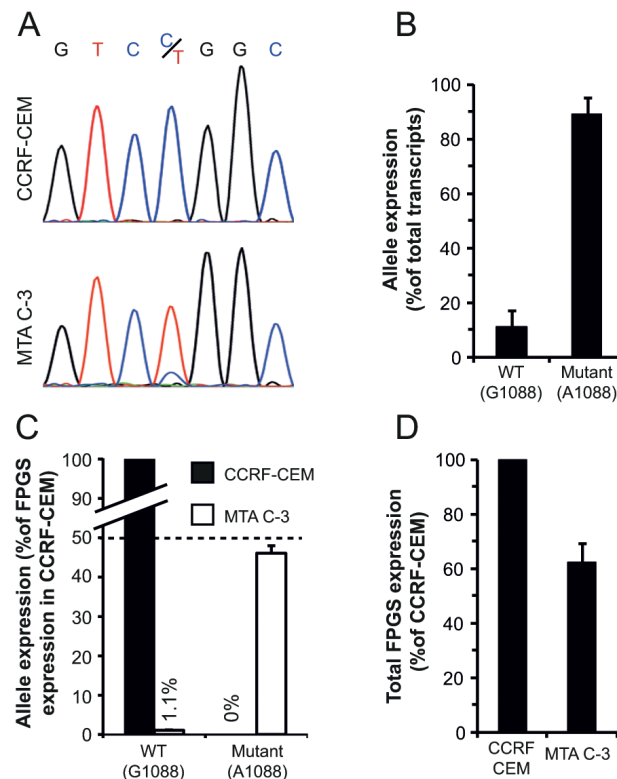 A
G T C C/T G G C
CCRF-CEM
MTA C-3
B
Allele expression
(%of total transcripts)
100
90
80
60
40
20
10
0
WT
(G1088)
Mutant
(A1088)
C
Allele expression (%of FPGS
expression in CCRF-CEM)
100
90
50
40
30
20
10
0
CCRF-CEM
MTA C-3
1.1%
0%
WT
(G1088)
Mutant
(A1088)
D
Total FPGS expression
(%of CCRF-CEM)
100
80
60
40
20
0
CCRF
CEM
MTA C-3